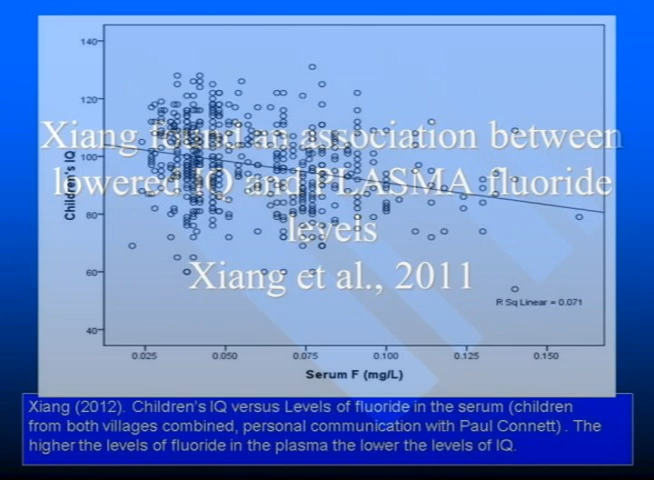 140
120
100
80
60
40
Children's IQ
Xiang found an association between
lowered IQ and PLASMA fluoride
levels
Xiang et al., 2011
R Sq Linear = 0.071
0.025 0.050 0.075 0.100 0.125 0.150
Serum F (mg/L)
Xiang (2012). Children's IQ versus Levels of fluoride in the serum (children
from both villages combined, personal communication with Paul Connett) . The
higher the levels of fluoride in the plasma the lower the levels of IQ.